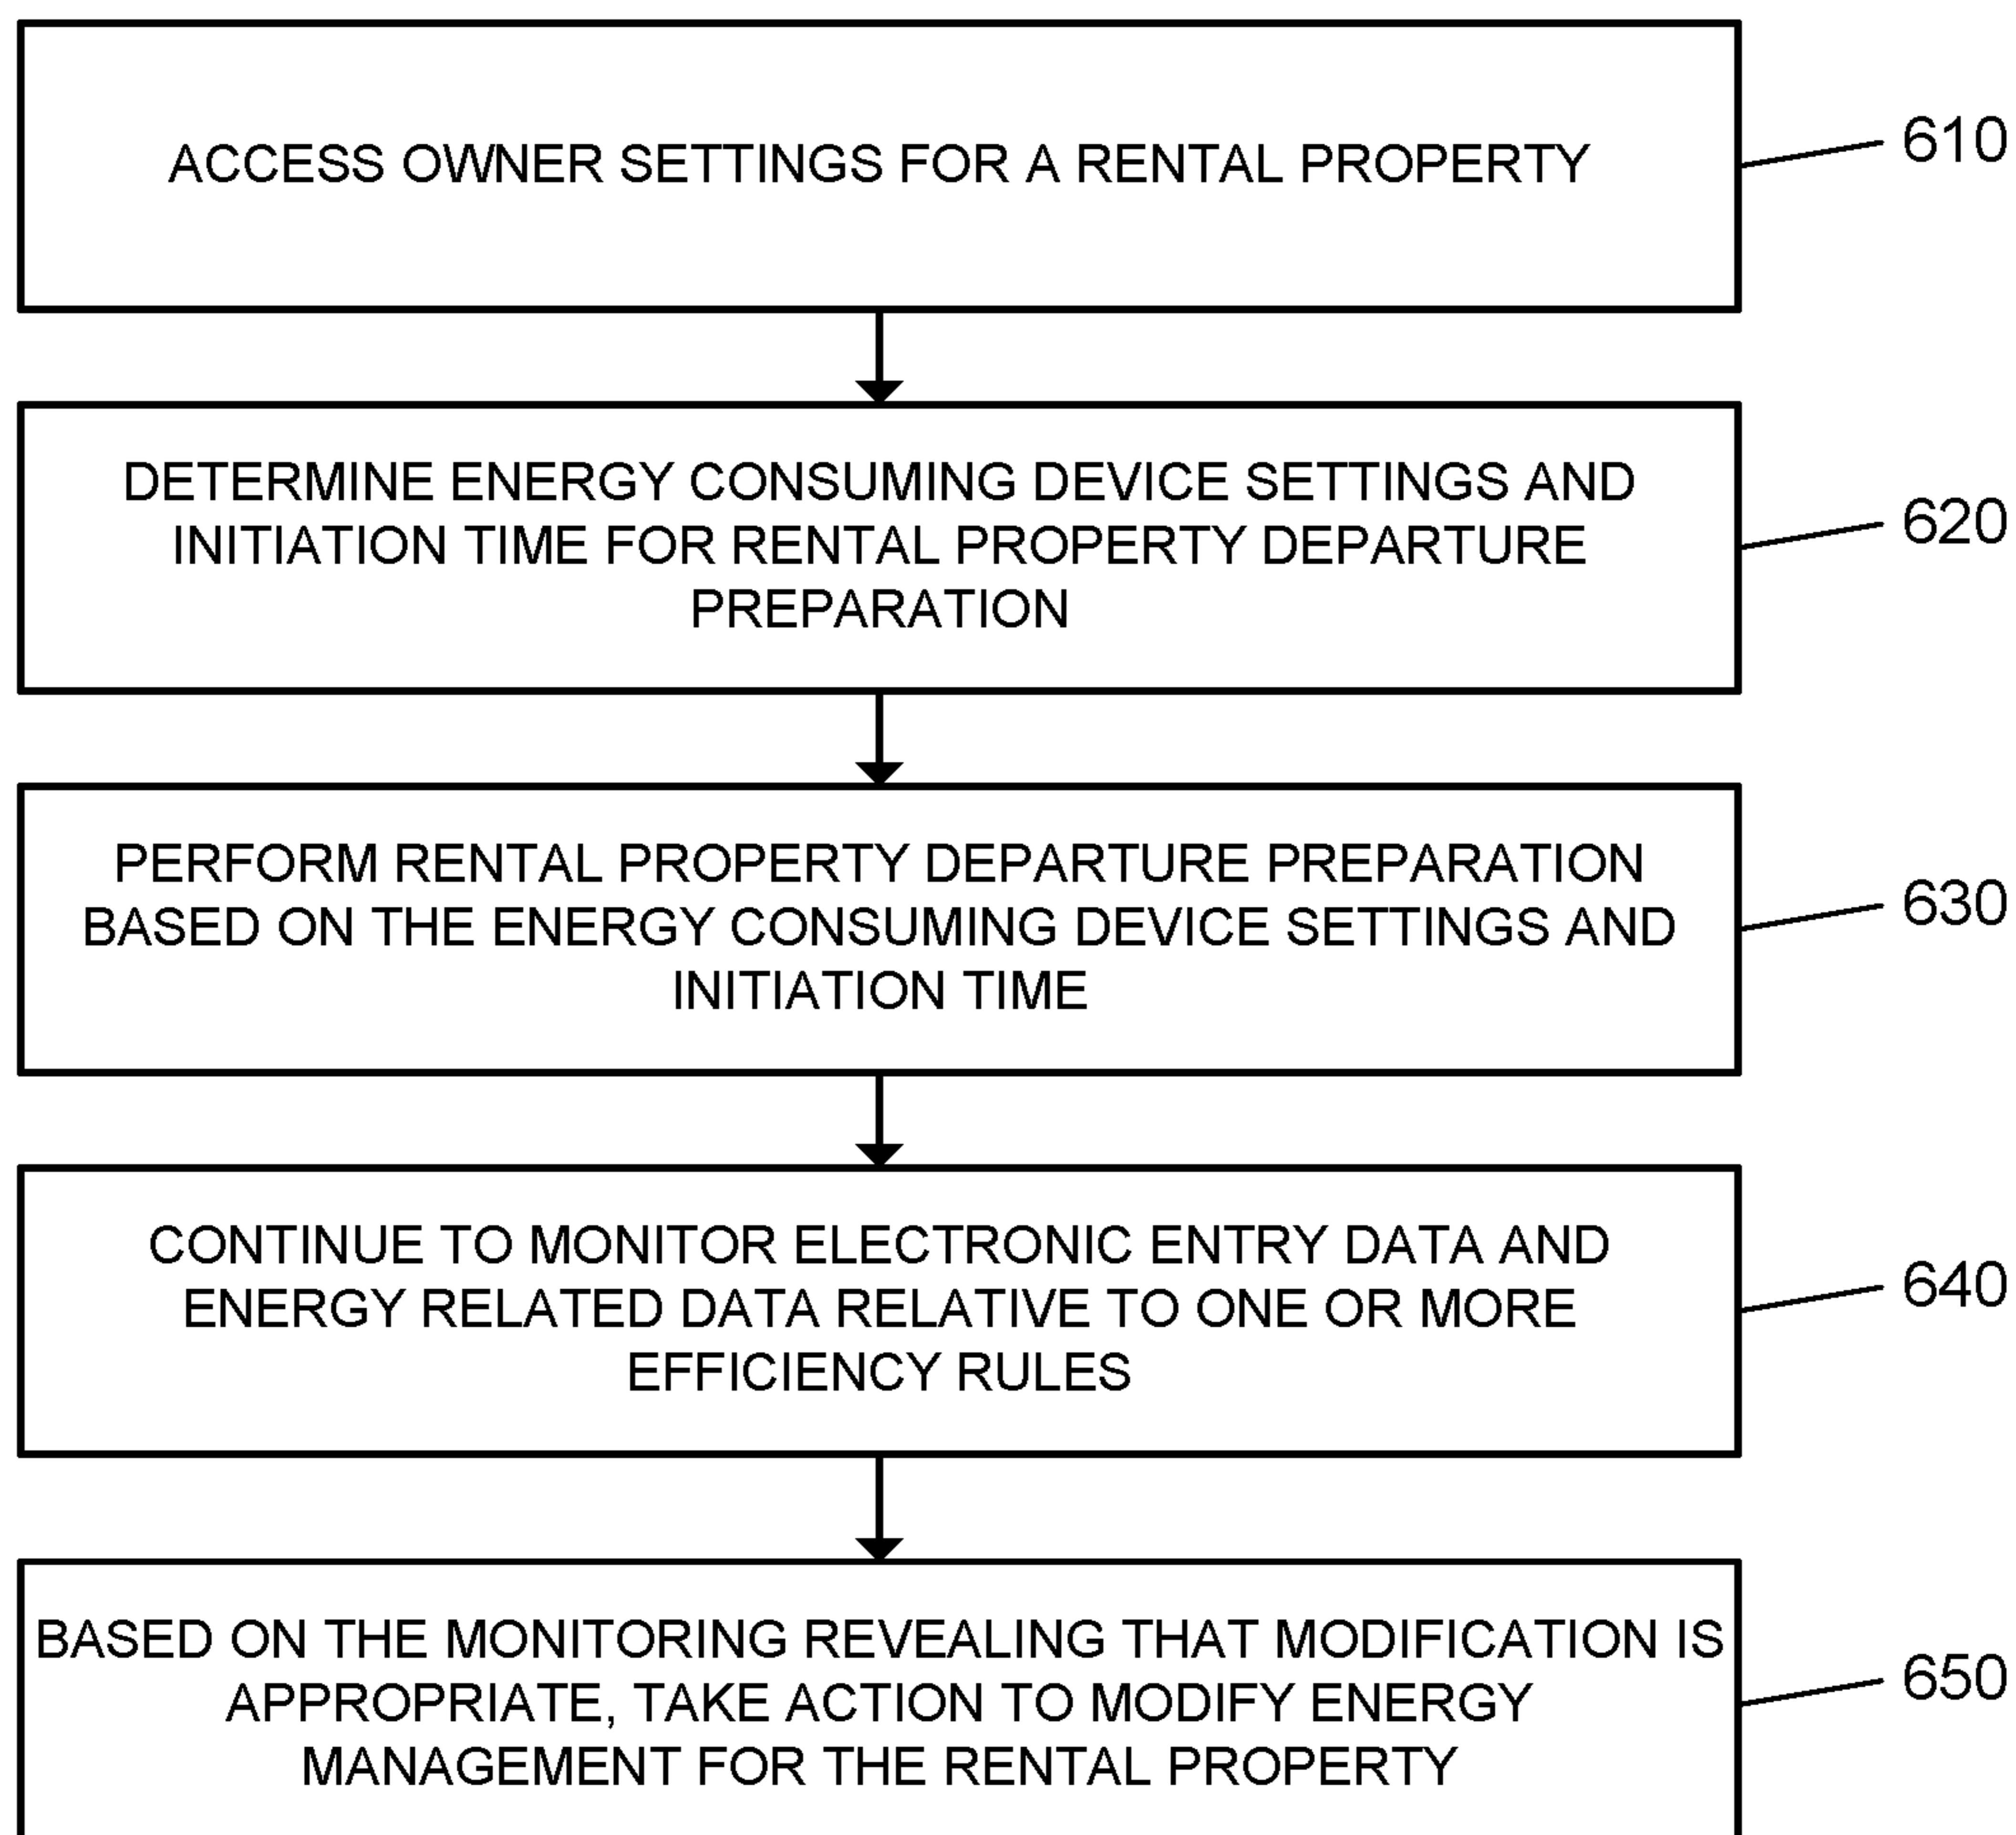 ACCESS OWNER SETTINGS FOR A RENTAL PROPERTY
610
DETERMINE ENERGY CONSUMING DEVICE SETTINGS AND
INITIATION TIME FOR RENTAL PROPERTY DEPARTURE
PREPARATION
620
PERFORM RENTAL PROPERTY DEPARTURE PREPARATION
BASED ON THE ENERGY CONSUMING DEVICE SETTINGS AND
INITIATION TIME
630
CONTINUE TO MONITOR ELECTRONIC ENTRY DATA AND
ENERGY RELATED DATA RELATIVE TO ONE OR MORE
EFFICIENCY RULES
640
BASED ON THE MONITORING REVEALING THAT MODIFICATION IS
APPROPRIATE, TAKE ACTION TO MODIFY ENERGY
MANAGEMENT FOR THE RENTAL PROPERTY
650